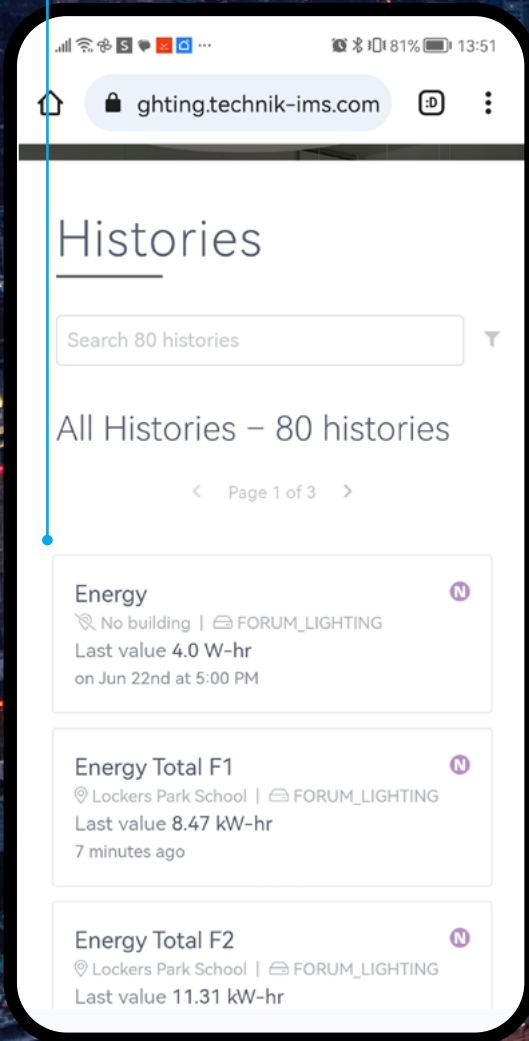 S 81% 13:51
ghting.technik-ims.com :D
Histories
Search 80 histories
All Histories – 80 histories
< Page 1 of 3 >
Energy N
No building | FORUM_LIGHTING
Last value 4.0 W-hr
on Jun 22nd at 5:00 PM
Energy Total F1 N
Lockers Park School | FORUM_LIGHTING
Last value 8.47 kW-hr
7 minutes ago
Energy Total F2 N
Lockers Park School | FORUM_LIGHTING
Last value 11.31 kW-hr